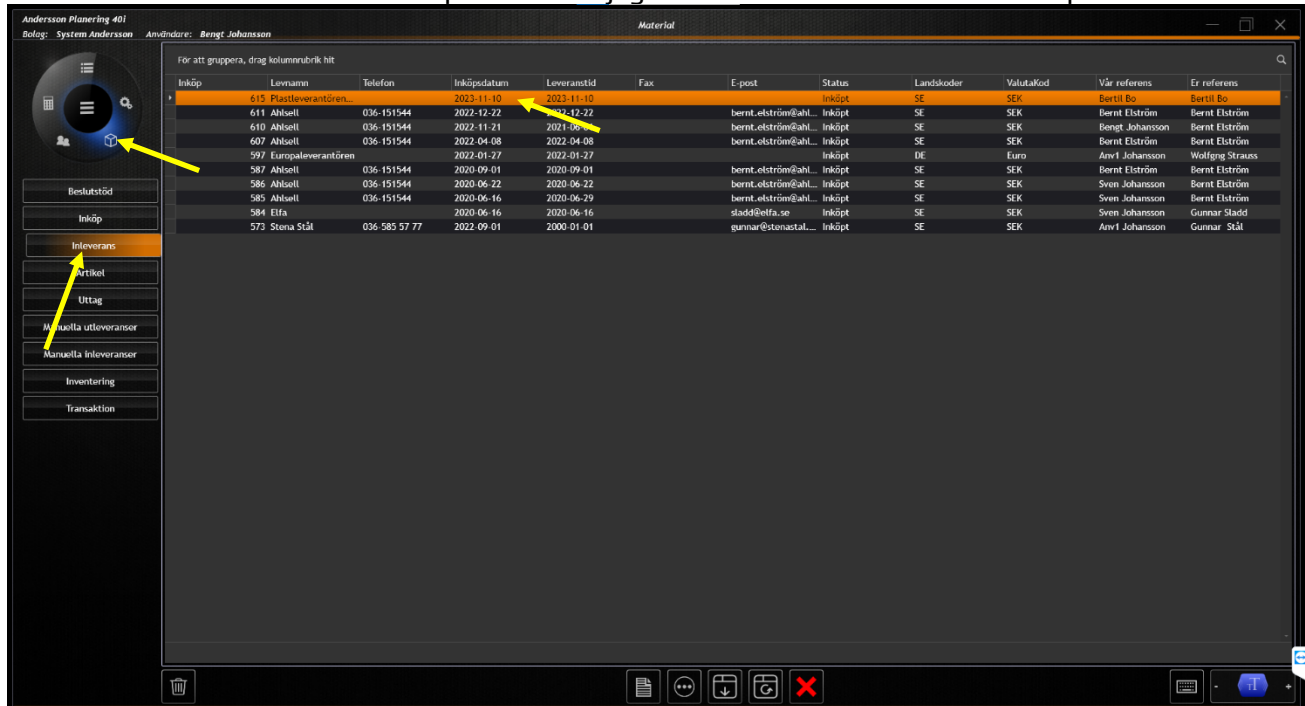 Andersson Planering 40i
Material
Bolag: System Andersson Användare: Bengt Johansson
För att gruppera, drag kolumnrubrik hit
Inköp Levnamn Telefon Inköpsdatum Leveranstid Fax E-post Status Landskoder ValutaKod Vår referens Er referens
615 Plastleverantören... 2023-11-10 2023-11-10 Inköpt SE SEK Bertil Bo Bertil Bo
611 Ahlsell 036-151544 2022-12-22 2022-12-22 bernt.elström@ahl... Inköpt SE SEK Bernt Elström Bernt Elström
610 Ahlsell 036-151544 2022-11-21 bernt.elström@ahl... Inköpt SE SEK Bengt Johansson Bernt Elström
607 Ahlsell 036-151544 2022-04-08 2022-04-08 bernt.elström@ahl... Inköpt SE SEK Bernt Elström Bernt Elström
597 Europaleverantören 2022-01-27 2022-01-27 Inköpt DE Euro Anv1 Johansson Wolfgng Strauss
587 Ahlsell 036-151544 2020-09-01 2020-09-01 bernt.elström@ahl... Inköpt SE SEK Bernt Elström Bernt Elström
586 Ahlsell 036-151544 2020-06-22 2020-06-22 bernt.elström@ahl... Inköpt SE SEK Sven Johansson Bernt Elström
585 Ahlsell 036-151544 2020-06-16 2020-06-29 bernt.elström@ahl... Inköpt SE SEK Sven Johansson Bernt Elström
584 Elfa 2020-06-16 2020-06-16 sladd@elfa.se Inköpt SE SEK Sven Johansson Gunnar Sladd
573 Stena Stål 036-585 57 77 2022-09-01 2000-01-01 gunnar@stenastal.... Inköpt SE SEK Anv1 Johansson Gunnar Stål
Beslutstöd
Inköp
Inleverans
Artikel
Uttag
Manuella utleveranser
Manuella inleveranser
Inventering
Transaktion
- TT +